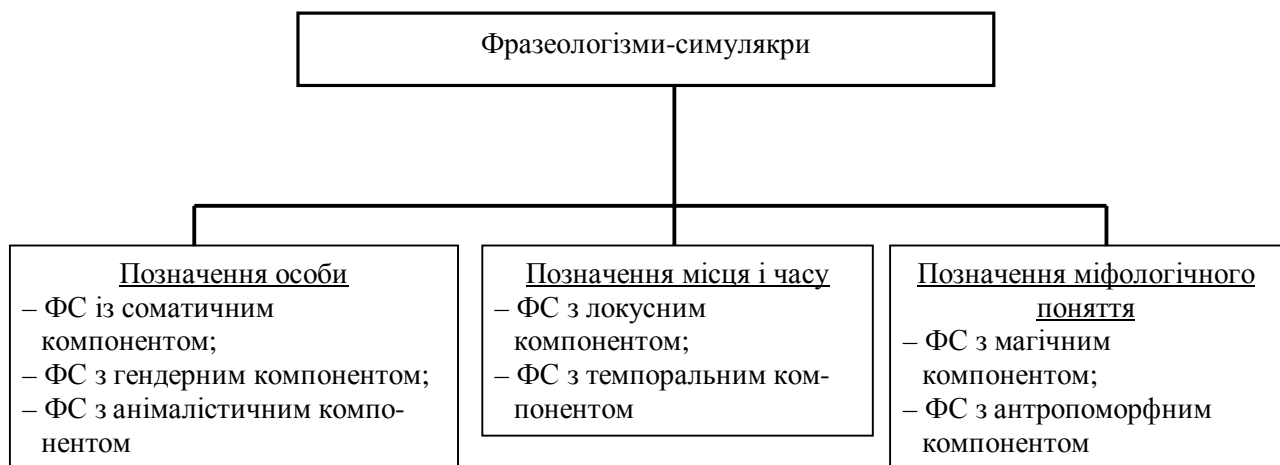 Фразеологізми-симулякри
Позначення особи
– ФС із соматичним
компонентом;
– ФС з гендерним компонентом;
– ФС з анімалістичним компо-
нентом
Позначення місця і часу
– ФС з локусним
компонентом;
– ФС з темпоральним ком-
понентом
Позначення міфологічного
поняття
– ФС з магічним
компонентом;
– ФС з антропоморфним
компонентом